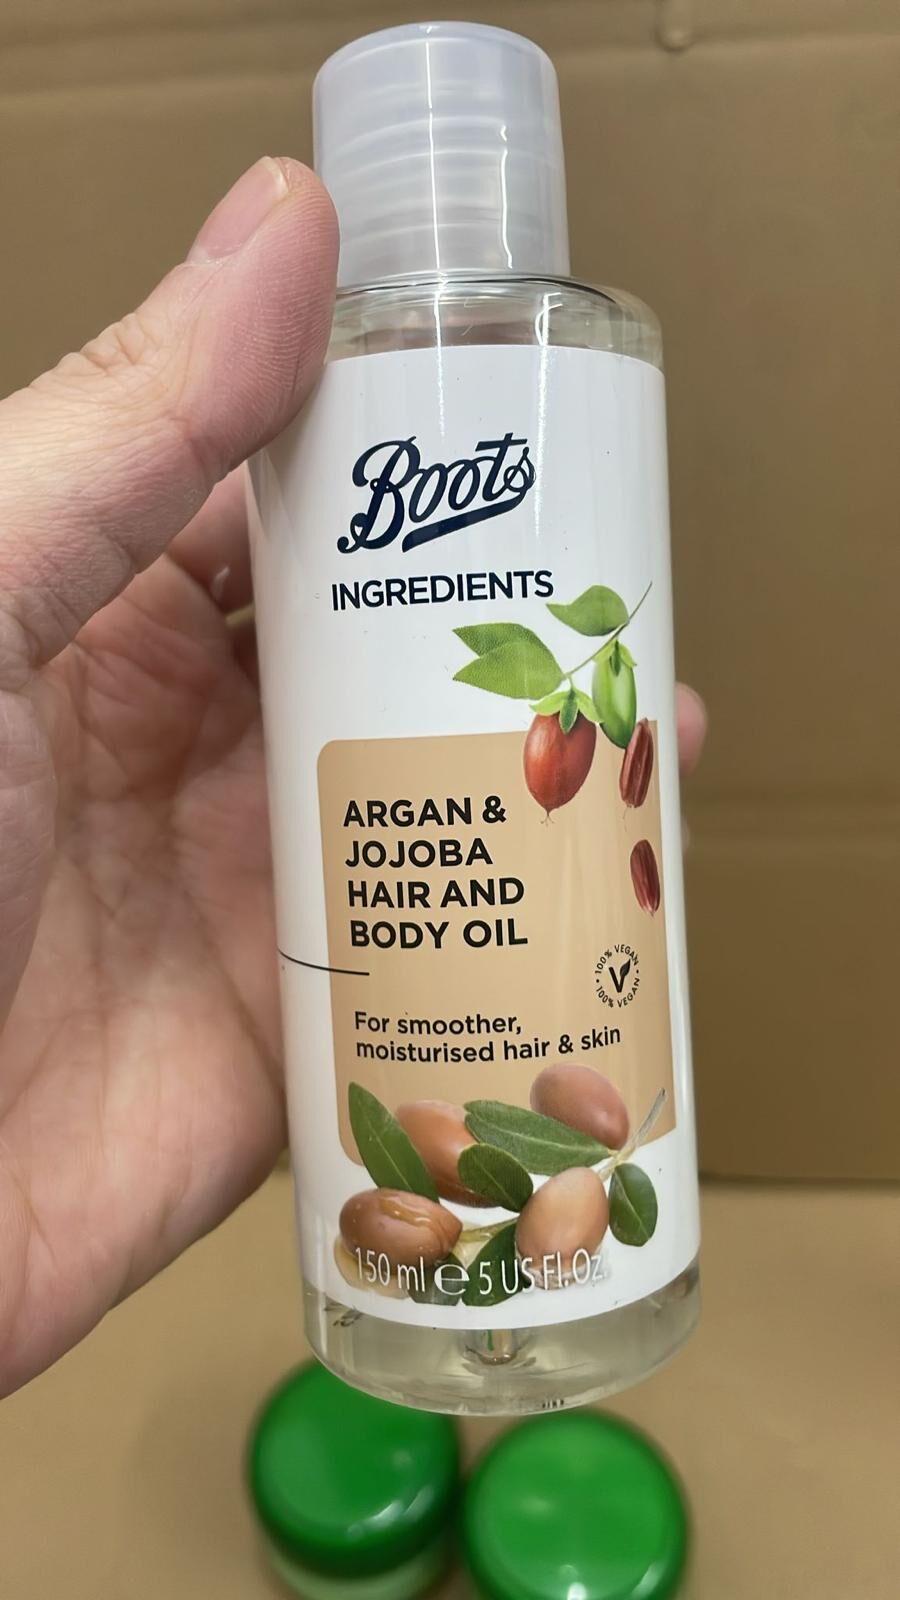 Boots
INGREDIENTS
ARGAN &
JOJOBA
HAIR AND
BODY OIL
100% VEGAN • 100% VEGAN •
For smoother,
moisturised hair & skin
150 ml e 5 US Fl.Oz.